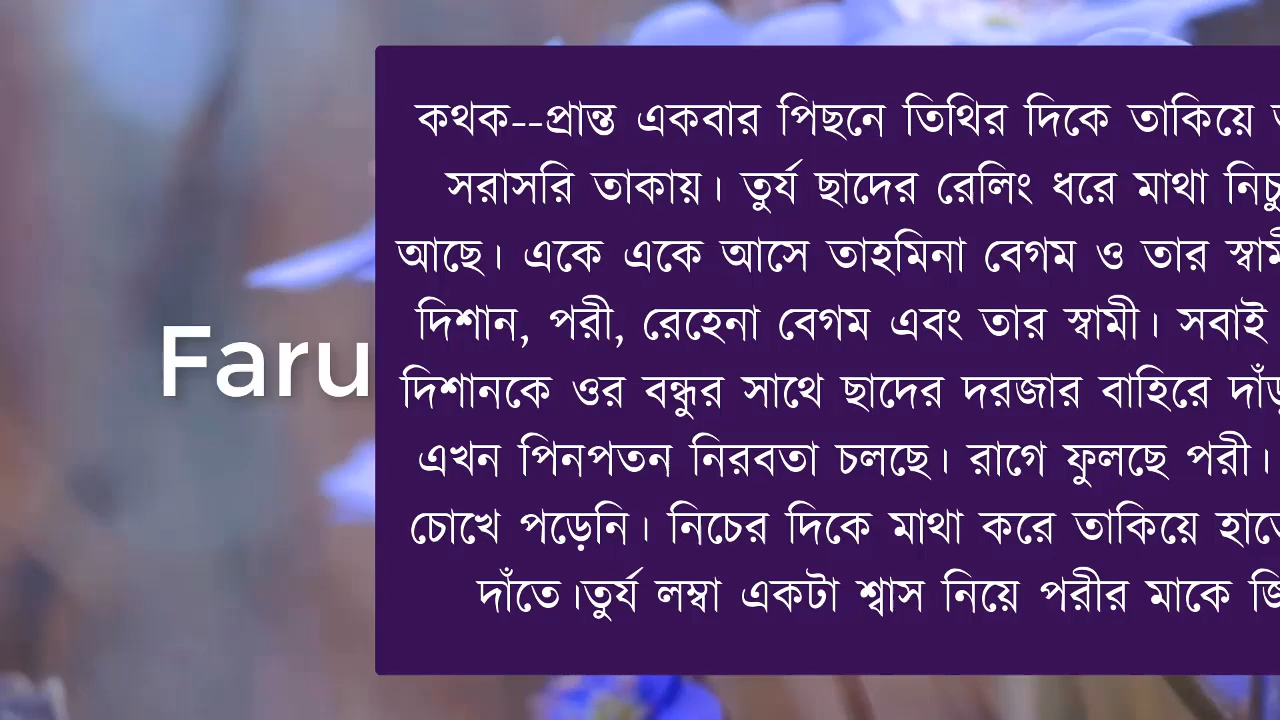 কথক--প্রান্ত একবার পিছনে তিথির দিকে তাকিয়ে
সরাসরি তাকায়। তুর্য ছাদের রেলিং ধরে মাথা নিচু
আছে। একে একে আসে তাহমিনা বেগম ও তার স্বামী
দিশান, পরী, রেহেনা বেগম এবং তার স্বামী। সবাই
Faru
দিশানকে ওর বন্ধুর সাথে ছাদের দরজার বাহিরে
এখন পিনপতন নিরবতা চলছে। রাগে ফুলছে পরী।
চোখে পড়েনি। নিচের দিকে মাথা করে তাকিয়ে
দাঁতে।তুর্য লম্বা একটা শ্বাস নিয়ে পরীর মাকে